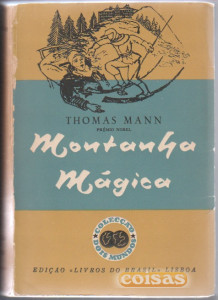 THOMAS MANN
PRÉMIO NOBEL
Montanha
Mágica
COLECÇÃO
DOIS MUNDOS
coisas
EDIÇÃO «LIVROS DO BRASIL» LISBOA